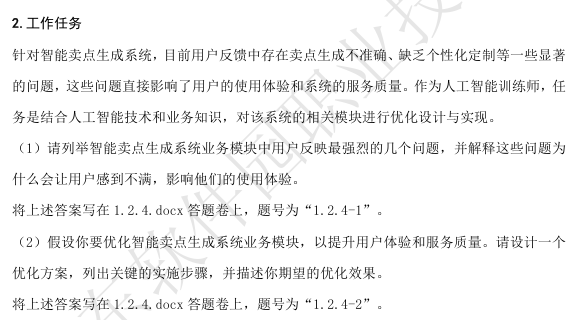 2.工作任务
针对智能卖点生成系统，目前用户反馈中存在卖点生成不准确、缺乏个性化定制等一些显著
的问题，这些问题直接影响了用户的使用体验和系统的服务质量。作为人工智能训练师，任
务是结合人工智能技术和业务知识，对该系统的相关模块进行优化设计与实现。
（1）请列举智能卖点生成系统业务模块中用户反映最强烈的几个问题，并解释这些问题为
什么会让用户感到不满，影响他们的使用体验。
将上述答案写在 1.2.4.docx 答题卷上，题号为“1.2.4-1”。
（2）假设你要优化智能卖点生成系统业务模块，以提升用户体验和服务质量。请设计一个
优化方案，列出关键的实施步骤，并描述你期望的优化效果。
将上述答案写在 1.2.4.docx 答题卷上，题号为“1.2.4-2”。